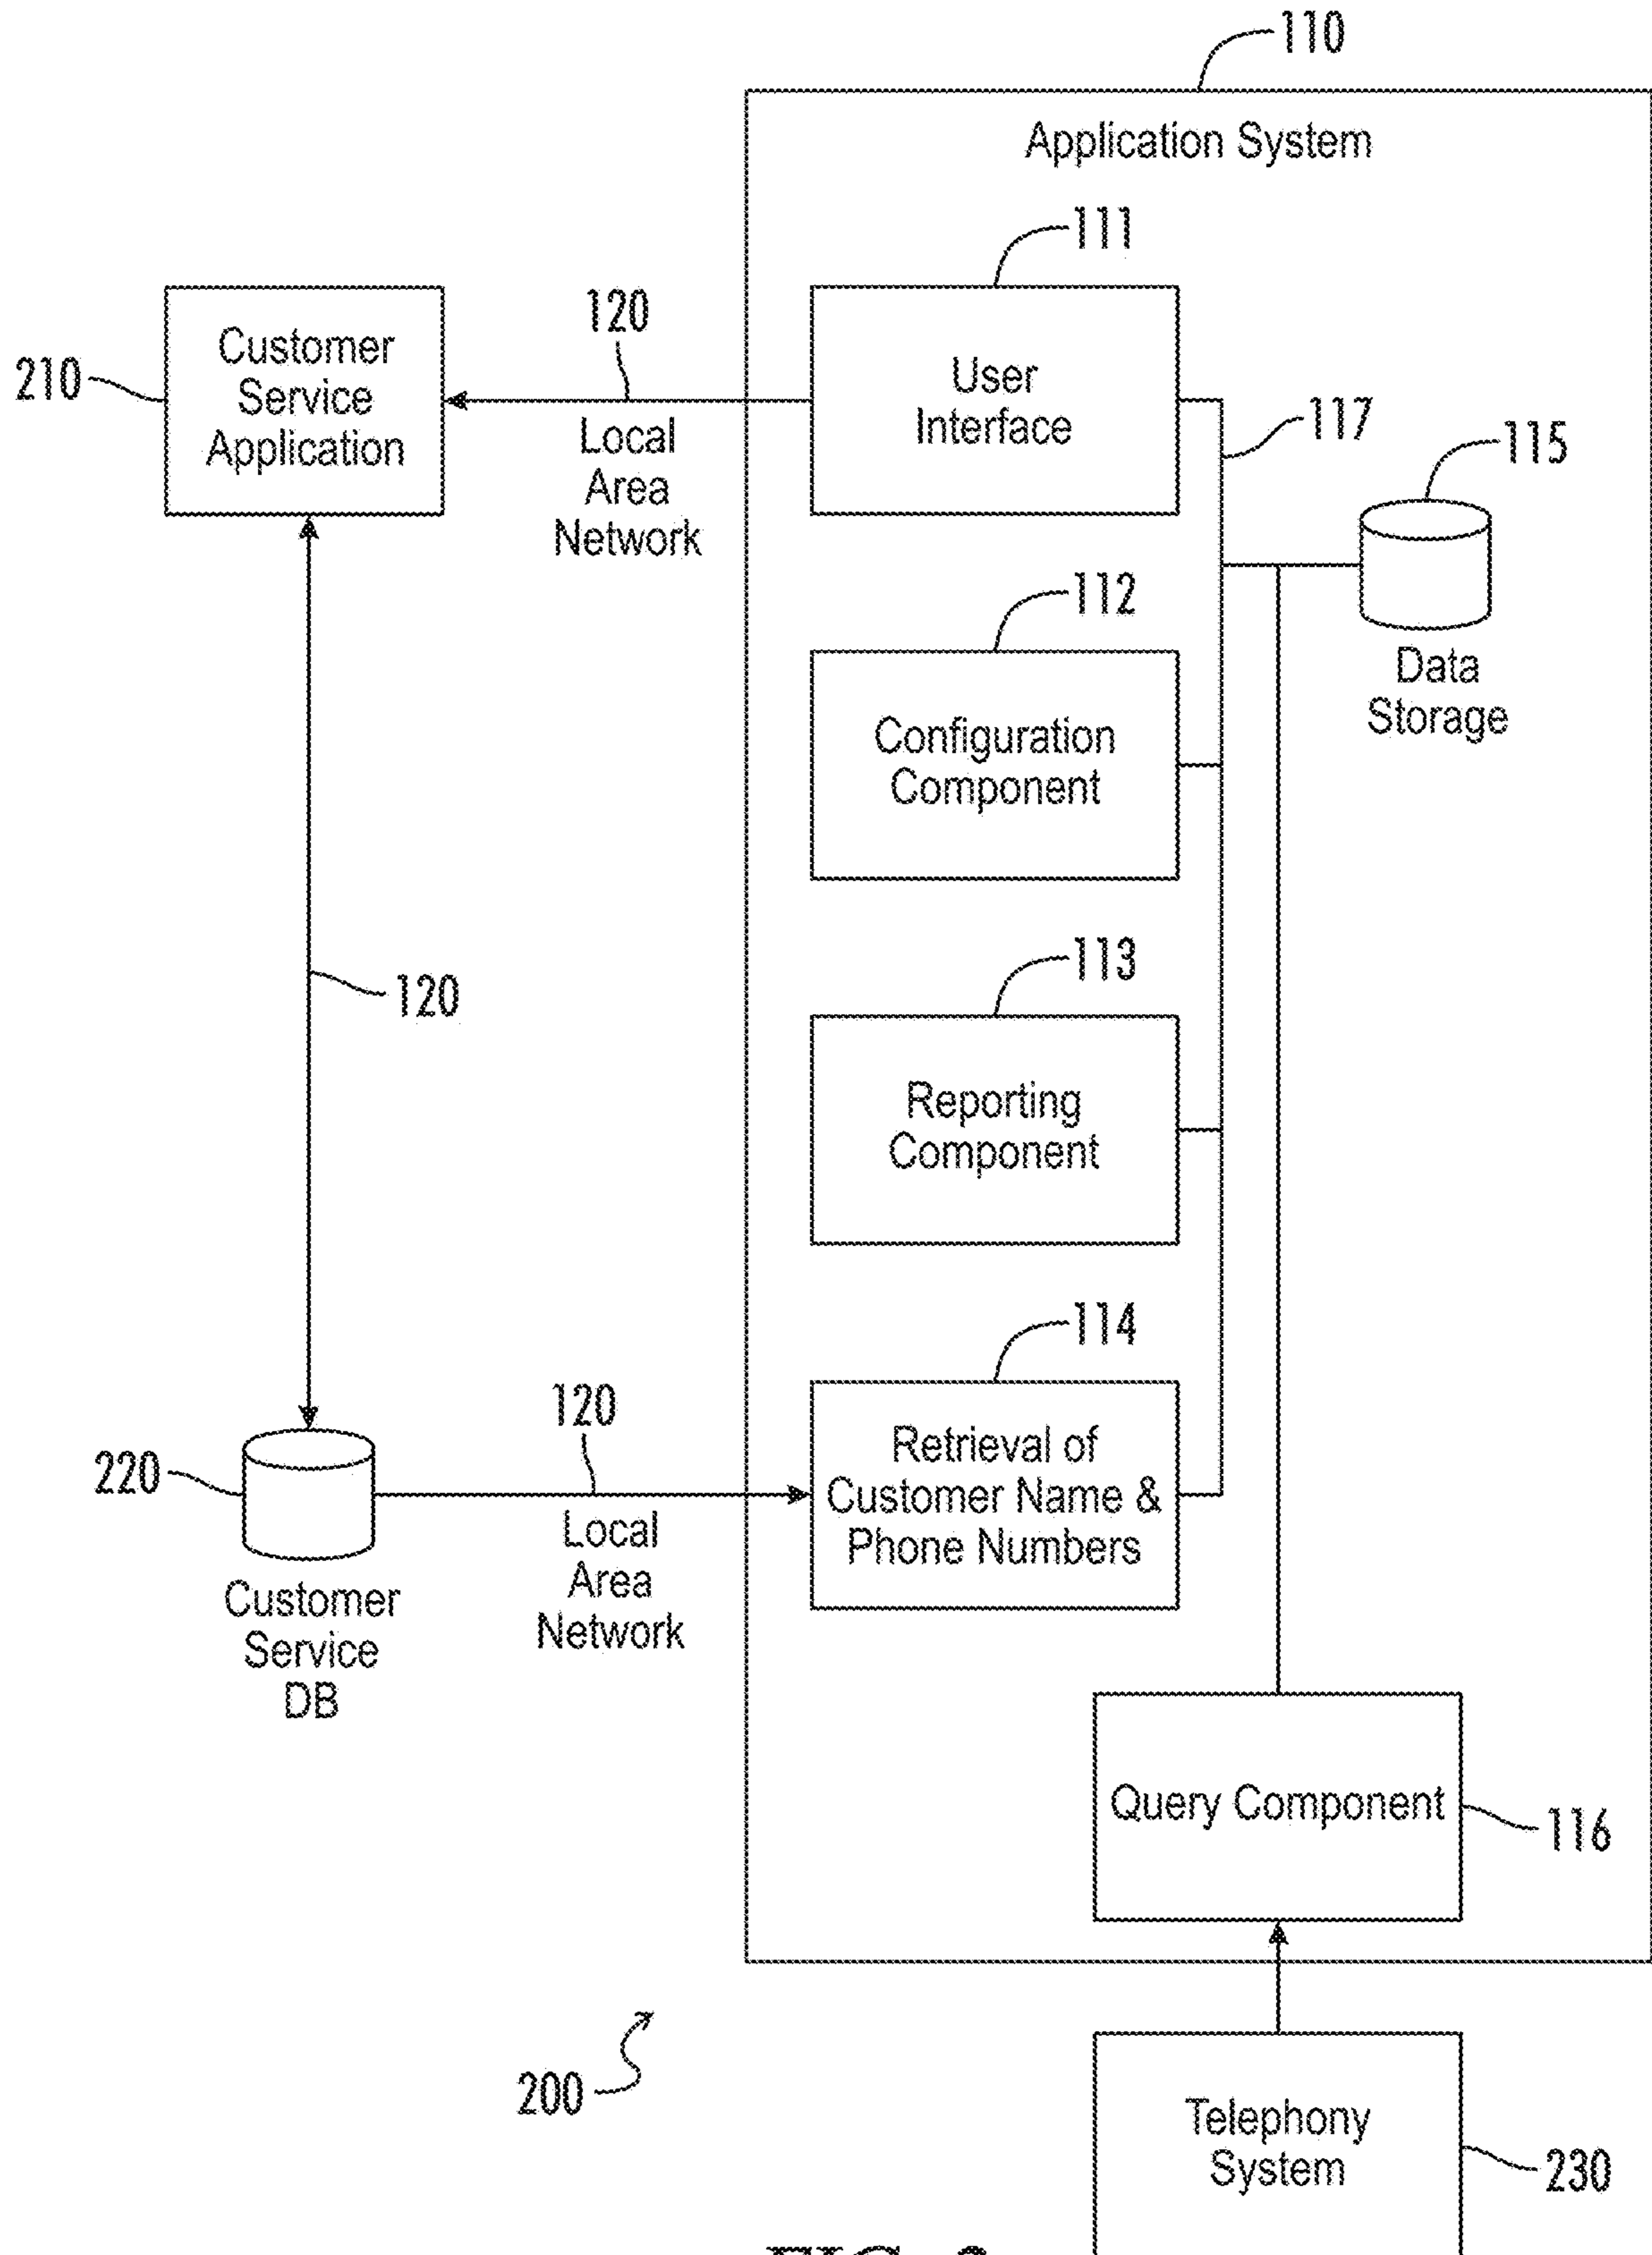 110
Application System
111
120
210
Customer
Service
Application
User
Interface
Local
Area
Network
117
115
Data
Storage
112
Configuration
Component
113
120
Reporting
Component
114
120
220
Retrieval of
Customer Name &
Phone Numbers
Local
Area
Network
Customer
Service
DB
Query Component
116
200
Telephony
System
230